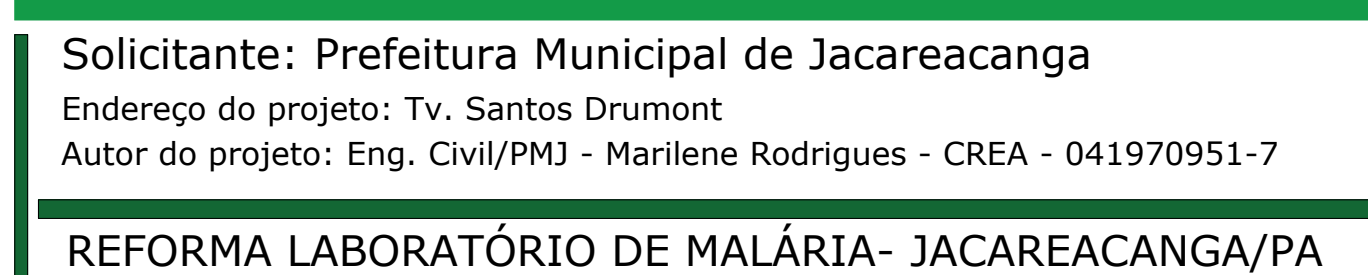 Solicitante: Prefeitura Municipal de Jacareacanga
Endereço do projeto: Tv. Santos Drumont
Autor do projeto: Eng. Civil/PMJ - Marilene Rodrigues - CREA - 041970951-7
REFORMA LABORATÓRIO DE MALÁRIA- JACAREACANGA/PA